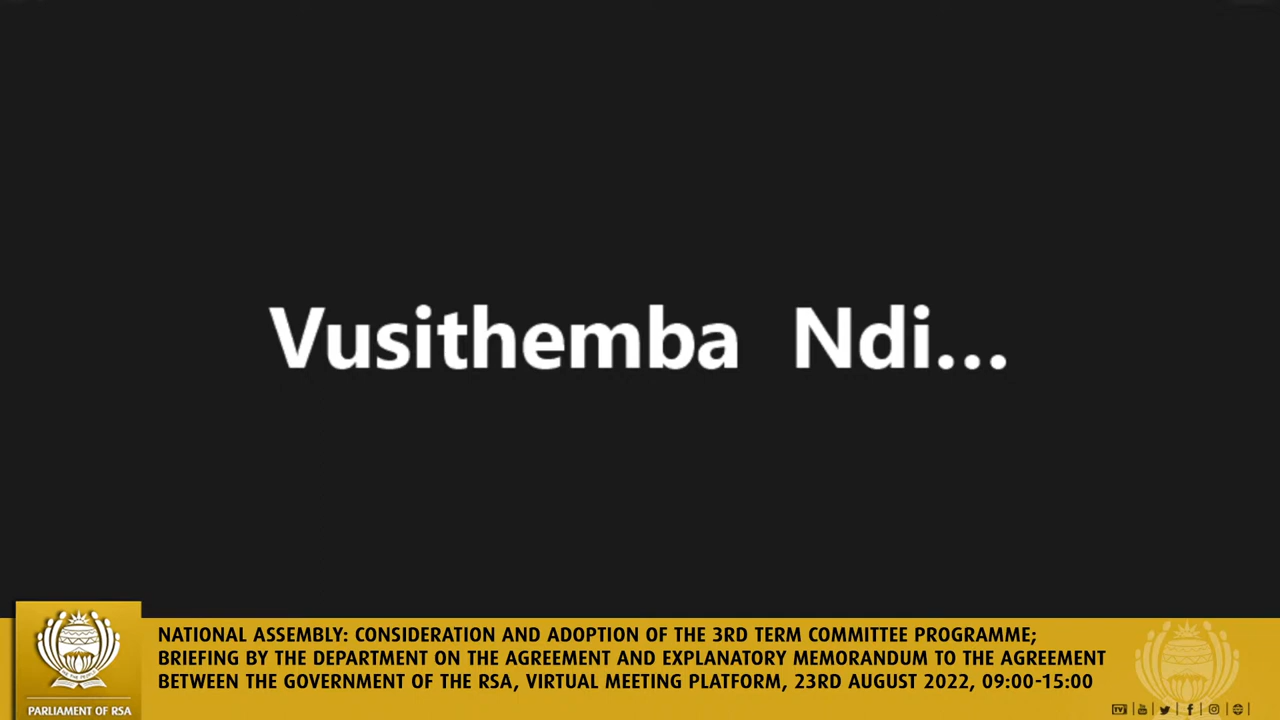 Vusithemba Ndi...
NATIONAL ASSEMBLY: CONSIDERATION AND ADOPTION OF THE 3RD TERM COMMITTEE PROGRAMME;
BRIEFING BY THE DEPARTMENT ON THE AGREEMENT AND EXPLANATORY MEMORANDUM TO THE AGREEMENT
BETWEEN THE GOVERNMENT OF THE RSA, VIRTUAL MEETING PLATFORM, 23RD AUGUST 2022, 09:00-15:00
PARLIAMENT OF RSA